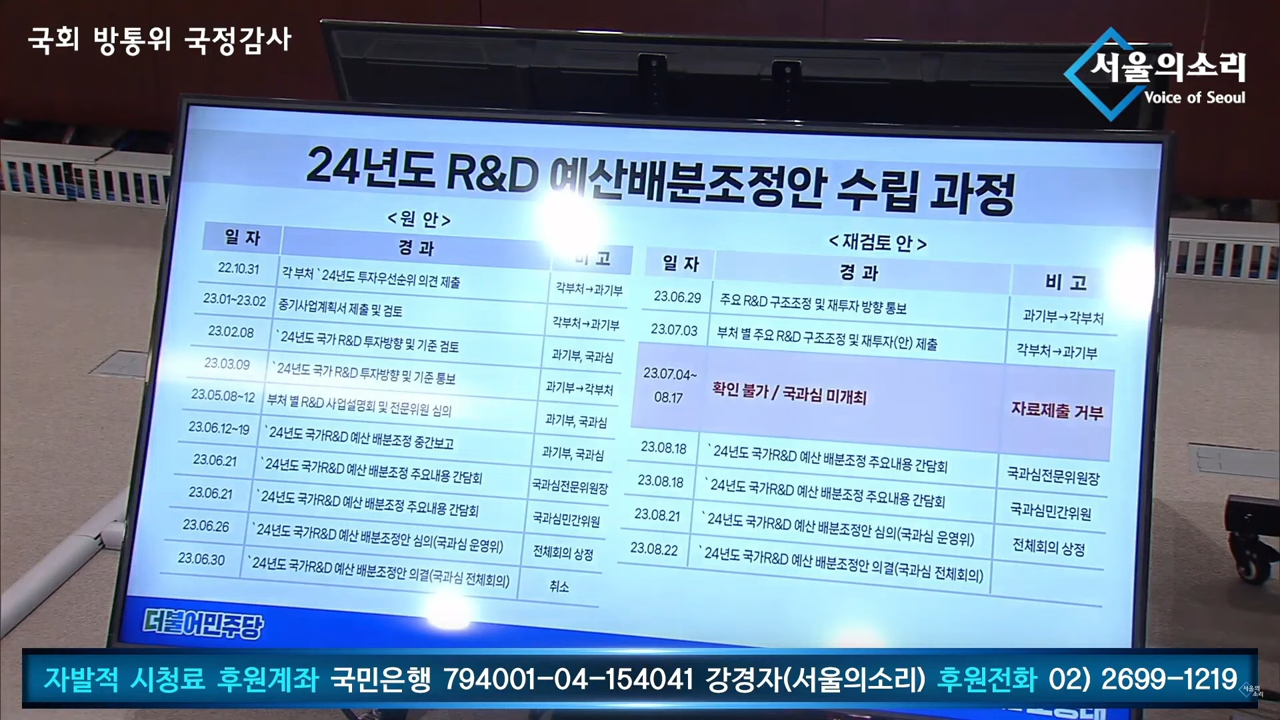 국회 방통위 국정감사
서울의소리
Voice of Seoul
24년도 R&D 예산배분조정안 수립 과정
<원 안>
일 자 경 과 비 고
22.10.31 각 부처 `24년도 투자우선순위 의견 제출 각부처→과기부
23.01~23.02 중기사업계획서 제출 및 검토 각부처→과기부
23.02.08 `24년도 국가 R&D 투자방향 및 기준 검토 과기부, 국과심
23.03.09 `24년도 국가 R&D 투자방향 및 기준 통보 과기부→각부처
23.05.08~12 부처 별 R&D 사업설명회 및 전문위원 심의 과기부, 국과심
23.06.12~19 `24년도 국가R&D 예산 배분조정 중간보고 과기부, 국과심
23.06.21 `24년도 국가R&D 예산 배분조정 주요내용 간담회 국과심전문위원장
23.06.21 `24년도 국가R&D 예산 배분조정 주요내용 간담회 국과심민간위원
23.06.26 `24년도 국가R&D 예산 배분조정안 심의(국과심 운영위) 전체회의 상정
23.06.30 `24년도 국가R&D 예산 배분조정안 의결(국과심 전체회의) 취소
<재검토 안>
일 자 경 과 비 고
23.06.29 주요 R&D 구조조정 및 재투자 방향 통보 과기부→각부처
23.07.03 부처 별 주요 R&D 구조조정 및 재투자(안) 제출 각부처→과기부
23.07.04~
08.17 확인 불가 / 국과심 미개최 자료제출 거부
23.08.18 `24년도 국가R&D 예산 배분조정 주요내용 간담회 국과심전문위원장
23.08.18 `24년도 국가R&D 예산 배분조정 주요내용 간담회 국과심민간위원
23.08.21 `24년도 국가R&D 예산 배분조정안 심의(국과심 운영위) 전체회의 상정
23.08.22 `24년도 국가R&D 예산 배분조정안 의결(국과심 전체회의)
더불어민주당
자발적 시청료 후원계좌 국민은행 794001-04-154041 강경자(서울의소리) 후원전화 02) 2699-1219
서울의
소리